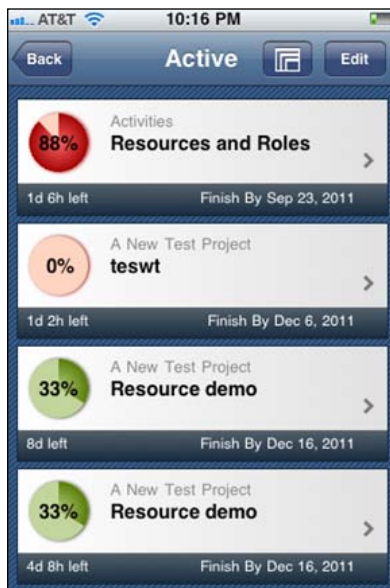 AT&T 10:16 PM
Back Active Edit
Activities
88% Resources and Roles
1d 6h left Finish By Sep 23, 2011
A New Test Project
0% teswt
1d 2h left Finish By Dec 6, 2011
A New Test Project
33% Resource demo
8d left Finish By Dec 16, 2011
A New Test Project
33% Resource demo
4d 8h left Finish By Dec 16, 2011